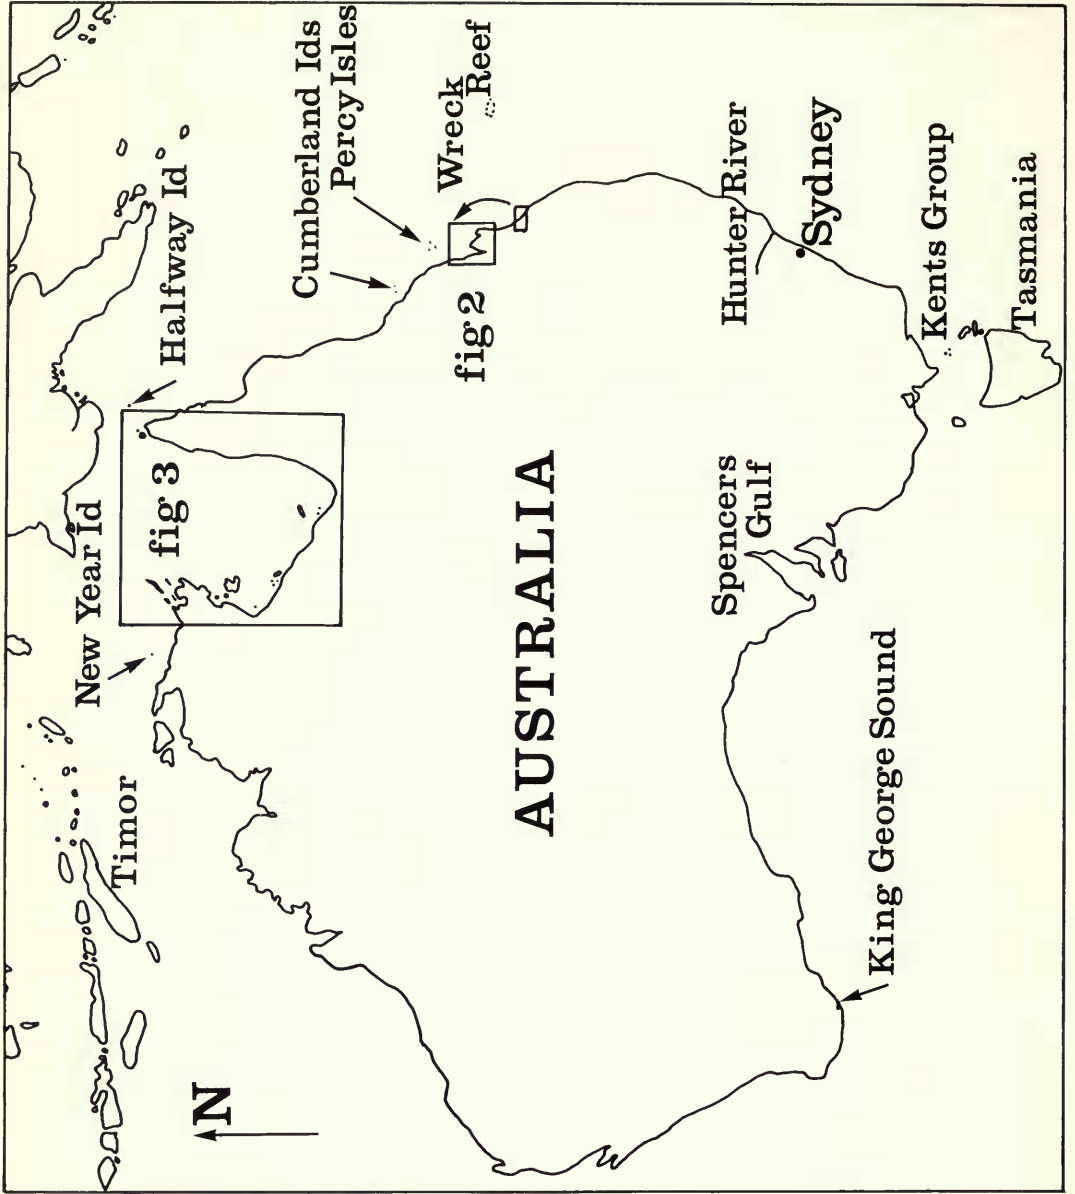 Cumberland Ids
Percy Isles
Wreck
Reef
Halfway Id
New Year Id
fig 3
fig 2
Timor
AUSTRALIA
Hunter River
Sydney
Spencers
Gulf
Kents Group
Tasmania
King George Sound
N